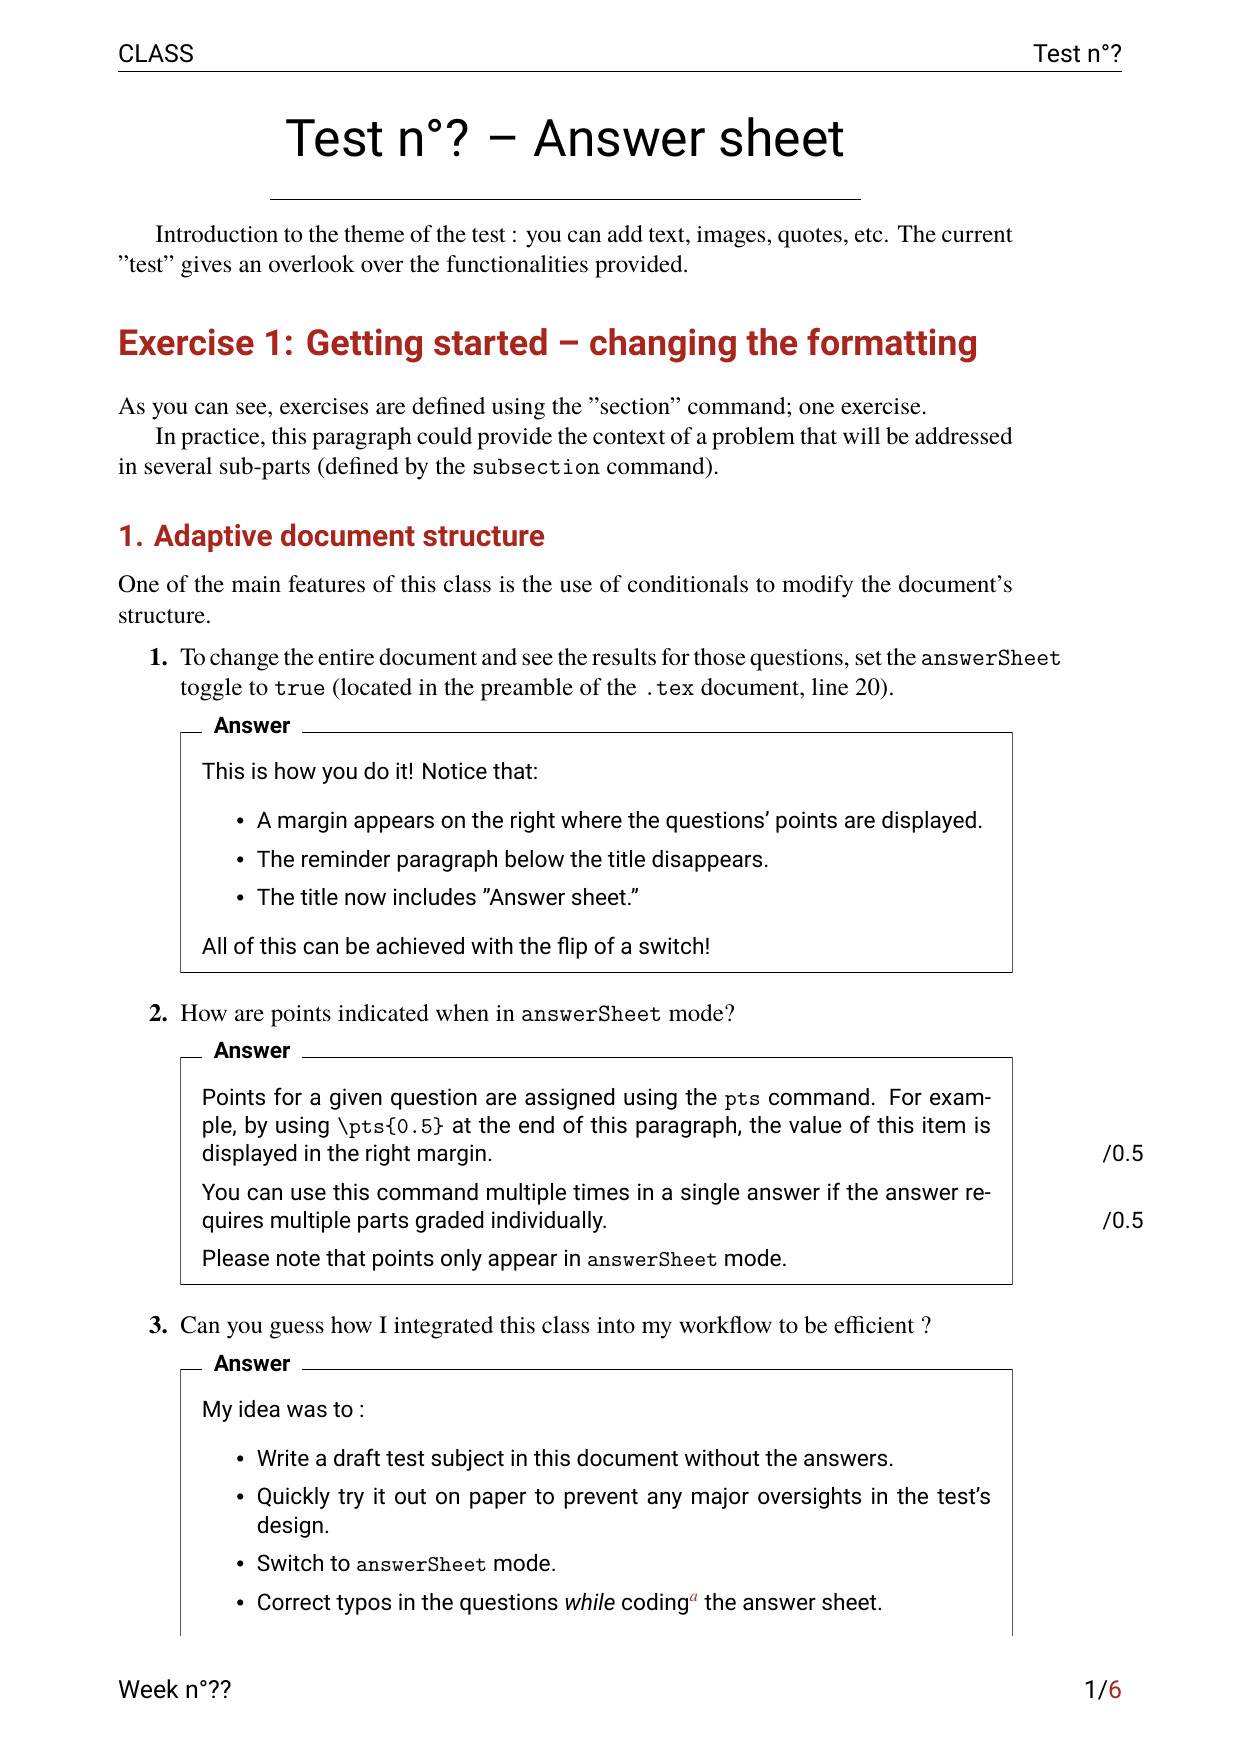 CLASS Test n°?
Test n°? – Answer sheet
Introduction to the theme of the test : you can add text, images, quotes, etc. The current
”test” gives an overlook over the functionalities provided.
Exercise 1: Getting started – changing the formatting
As you can see, exercises are defined using the ”section” command; one exercise.
In practice, this paragraph could provide the context of a problem that will be addressed
in several sub-parts (defined by the subsection command).
1. Adaptive document structure
One of the main features of this class is the use of conditionals to modify the document’s
structure.
1. To change the entire document and see the results for those questions, set the answerSheet
toggle to true (located in the preamble of the .tex document, line 20).
Answer
This is how you do it! Notice that:
• A margin appears on the right where the questions’ points are displayed.
• The reminder paragraph below the title disappears.
• The title now includes ”Answer sheet.”
All of this can be achieved with the flip of a switch!
2. How are points indicated when in answerSheet mode?
Answer
Points for a given question are assigned using the pts command. For exam-
ple, by using \pts{0.5} at the end of this paragraph, the value of this item is
displayed in the right margin. /0.5
You can use this command multiple times in a single answer if the answer re-
quires multiple parts graded individually. /0.5
Please note that points only appear in answerSheet mode.
3. Can you guess how I integrated this class into my workflow to be efficient ?
Answer
My idea was to :
• Write a draft test subject in this document without the answers.
• Quickly try it out on paper to prevent any major oversights in the test’s
design.
• Switch to answerSheet mode.
• Correct typos in the questions while coding^a the answer sheet.
Week n°?? 1/6